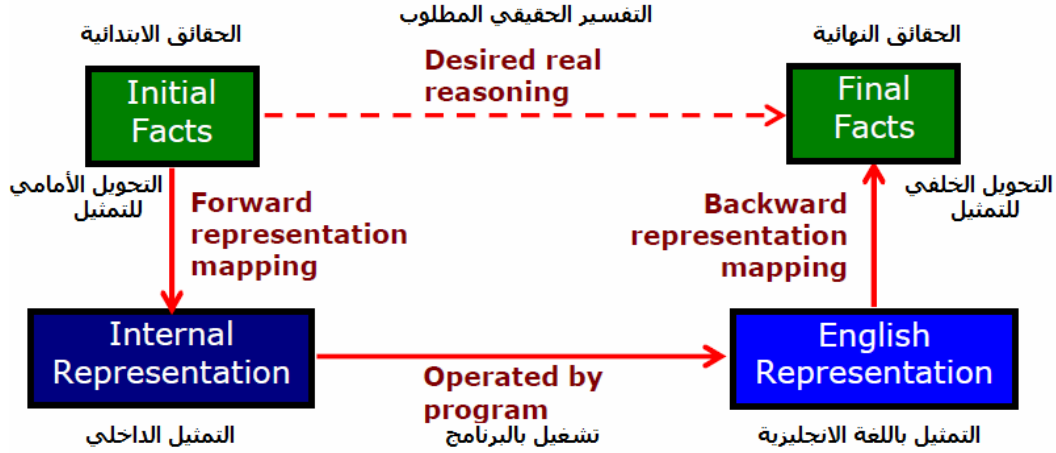 التفسير الحقيقي المطلوب
الحقائق الابتدائية
الحقائق النهائية
Desired real
reasoning
Initial
Facts
Final
Facts
التحويل الأمامي
للتمثيل
Forward
representation
mapping
Backward
representation
mapping
التحويل الخلفي
للتمثيل
Internal
Representation
Operated by
program
English
Representation
التمثيل الداخلي
تشغيل بالبرنامج
التمثيل باللغة الانجليزية